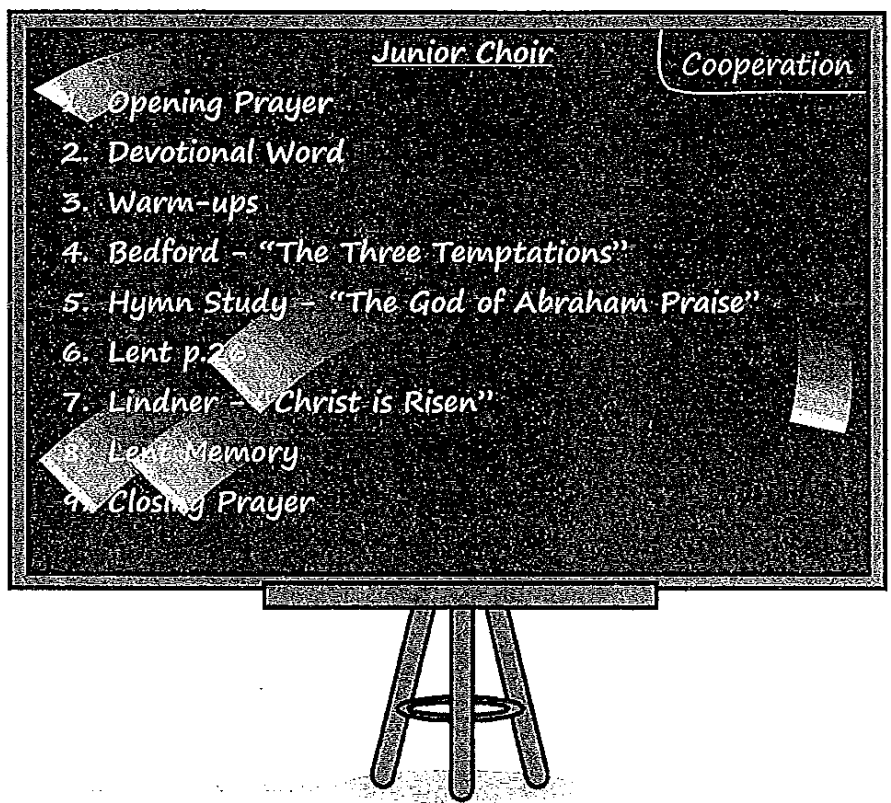 Junior Choir
Cooperation
1. Opening Prayer
2. Devotional Word
3. Warm-ups
4. Bedford - “The Three Temptations”
5. Hymn Study - “The God of Abraham Praise”
6. Lent p.26
7. Lindner - “Christ is Risen”
8. Lent Memory
9. Closing Prayer